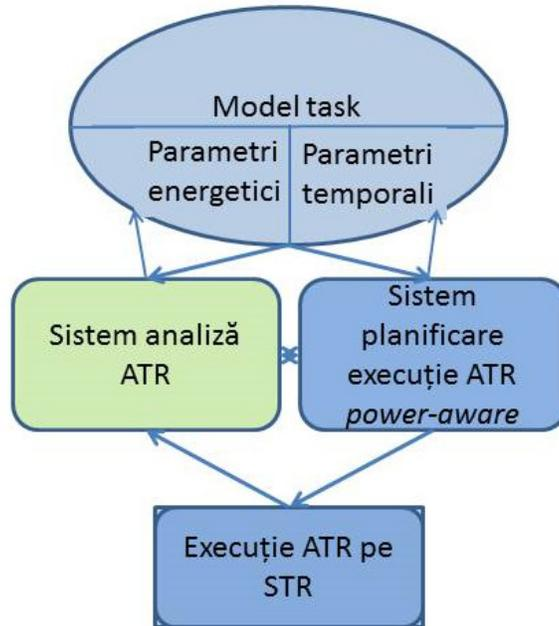 Model task
Parametri
energetici
Parametri
temporali
Sistem analiză
ATR
Sistem
planificare
execuție ATR
power-aware
Execuție ATR pe
STR